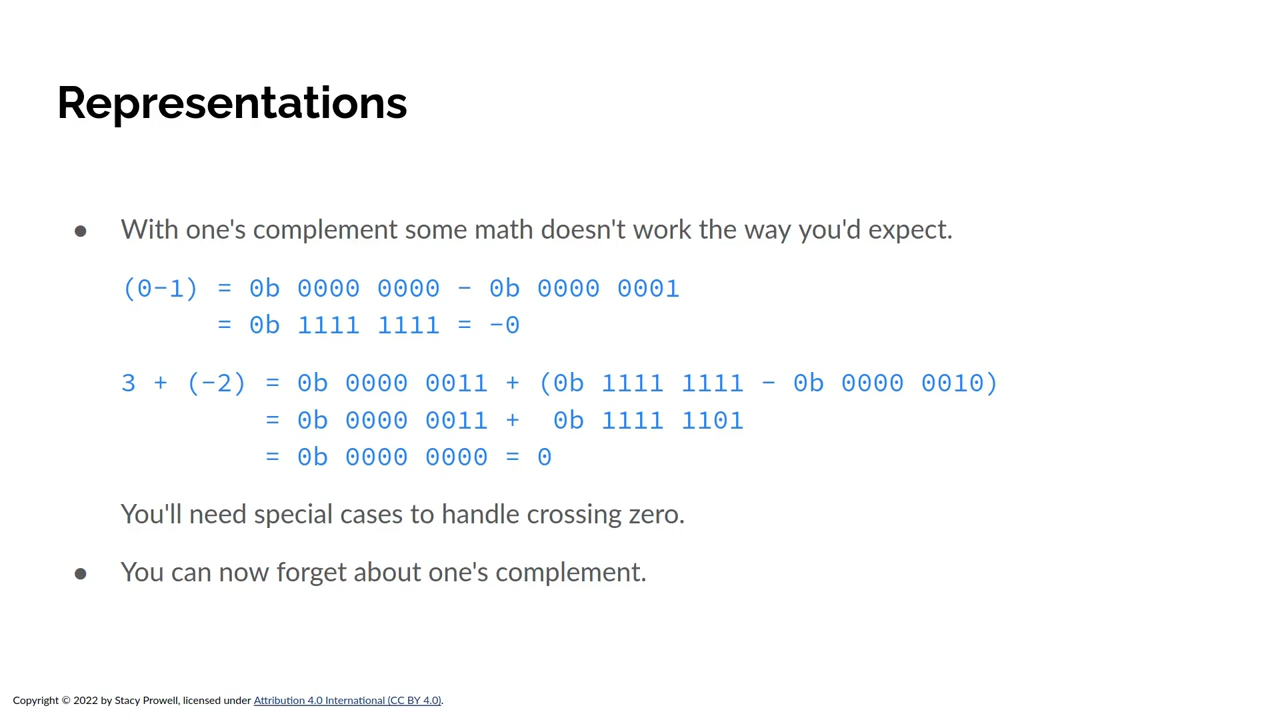 Representations
● With one's complement some math doesn't work the way you'd expect.
(0−1) = 0b 0000 0000 − 0b 0000 0001
= 0b 1111 1111 = −0
3 + (−2) = 0b 0000 0011 + (0b 1111 1111 − 0b 0000 0010)
= 0b 0000 0011 + 0b 1111 1101
= 0b 0000 0000 = 0
You'll need special cases to handle crossing zero.
● You can now forget about one's complement.
Copyright © 2022 by Stacy Prowell, licensed under Attribution 4.0 International (CC BY 4.0).